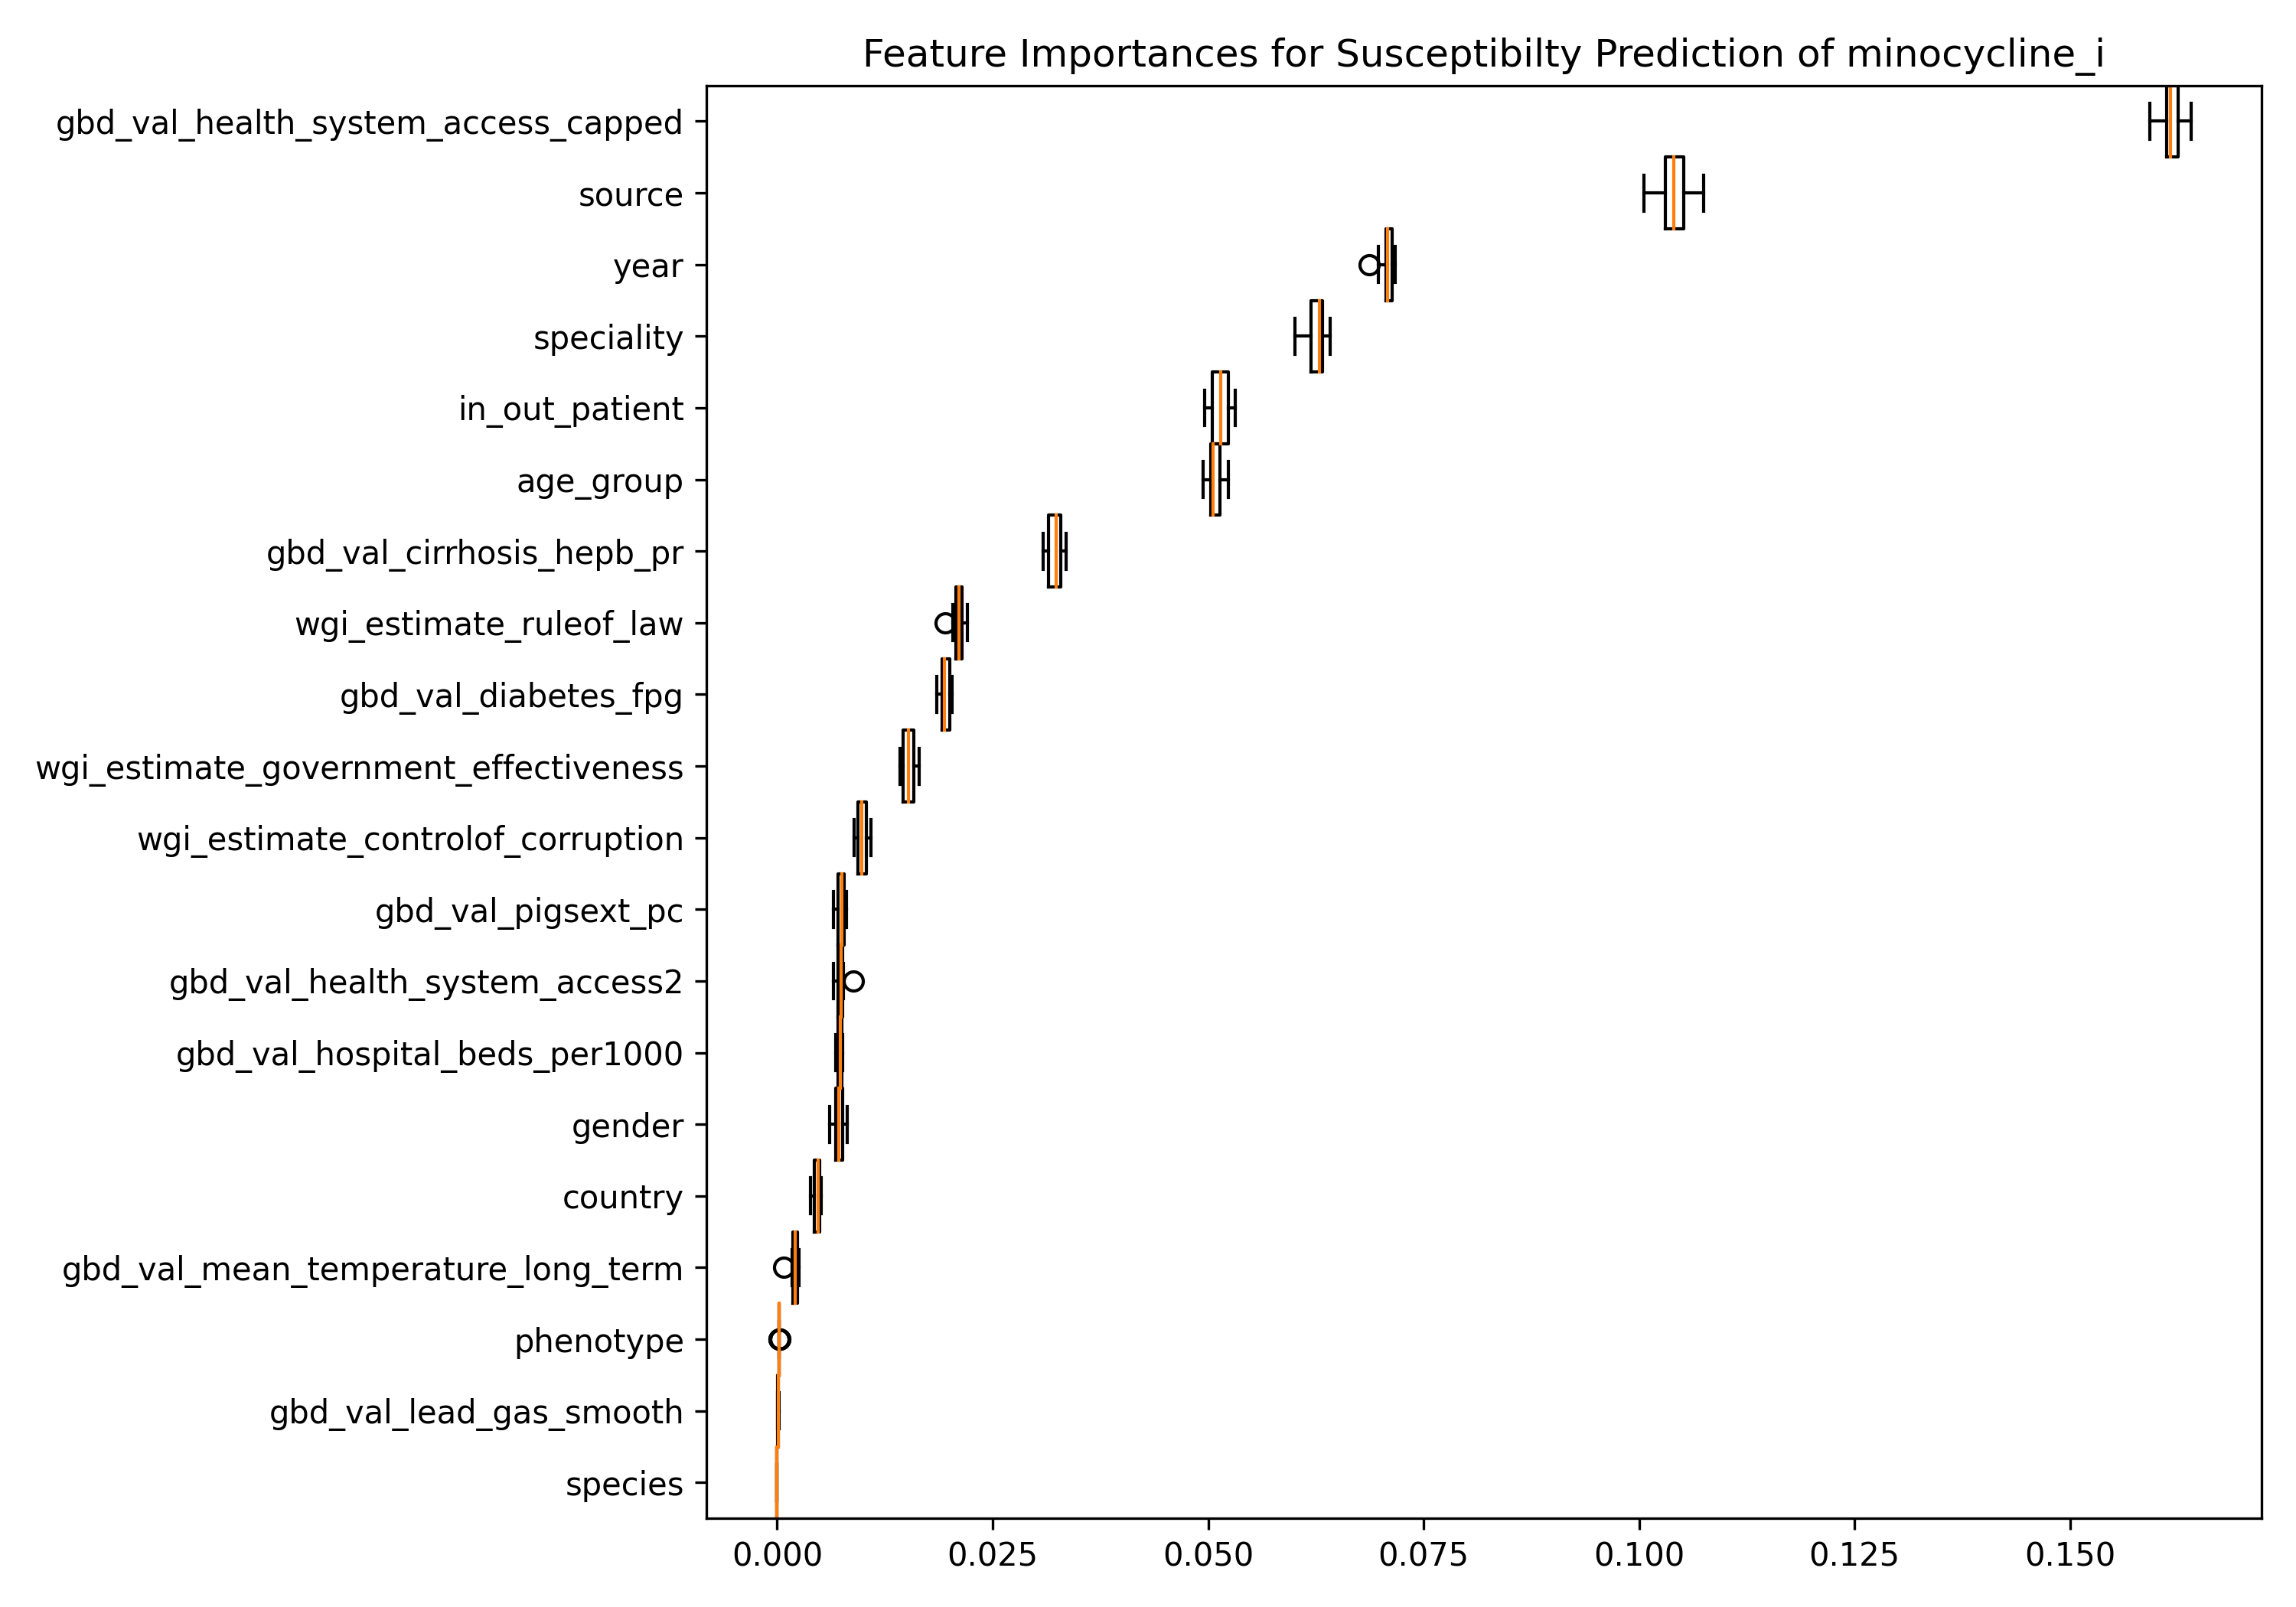 Feature Importances for Susceptibilty Prediction of minocycline_i
gbd_val_health_system_access_capped
source
year
speciality
in_out_patient
age_group
gbd_val_cirrhosis_hepb_pr
wgi_estimate_ruleof_law
gbd_val_diabetes_fpg
wgi_estimate_government_effectiveness
wgi_estimate_controlof_corruption
gbd_val_pigsext_pc
gbd_val_health_system_access2
gbd_val_hospital_beds_per1000
gender
country
gbd_val_mean_temperature_long_term
phenotype
gbd_val_lead_gas_smooth
species
0.000 0.025 0.050 0.075 0.100 0.125 0.150